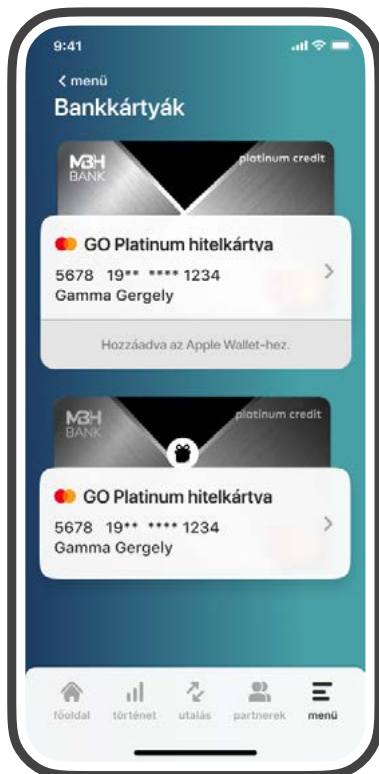 9:41
< menü
Bankkártyák
MBH
BANK
platinum credit
GO Platinum hitelkártya
5678 19** **** 1234
Gamma Gergely
Hozzáadva az Apple Wallet-hez.
MBH
BANK
platinum credit
GO Platinum hitelkártya
5678 19** **** 1234
Gamma Gergely
főoldal történet utalás partnerek menü